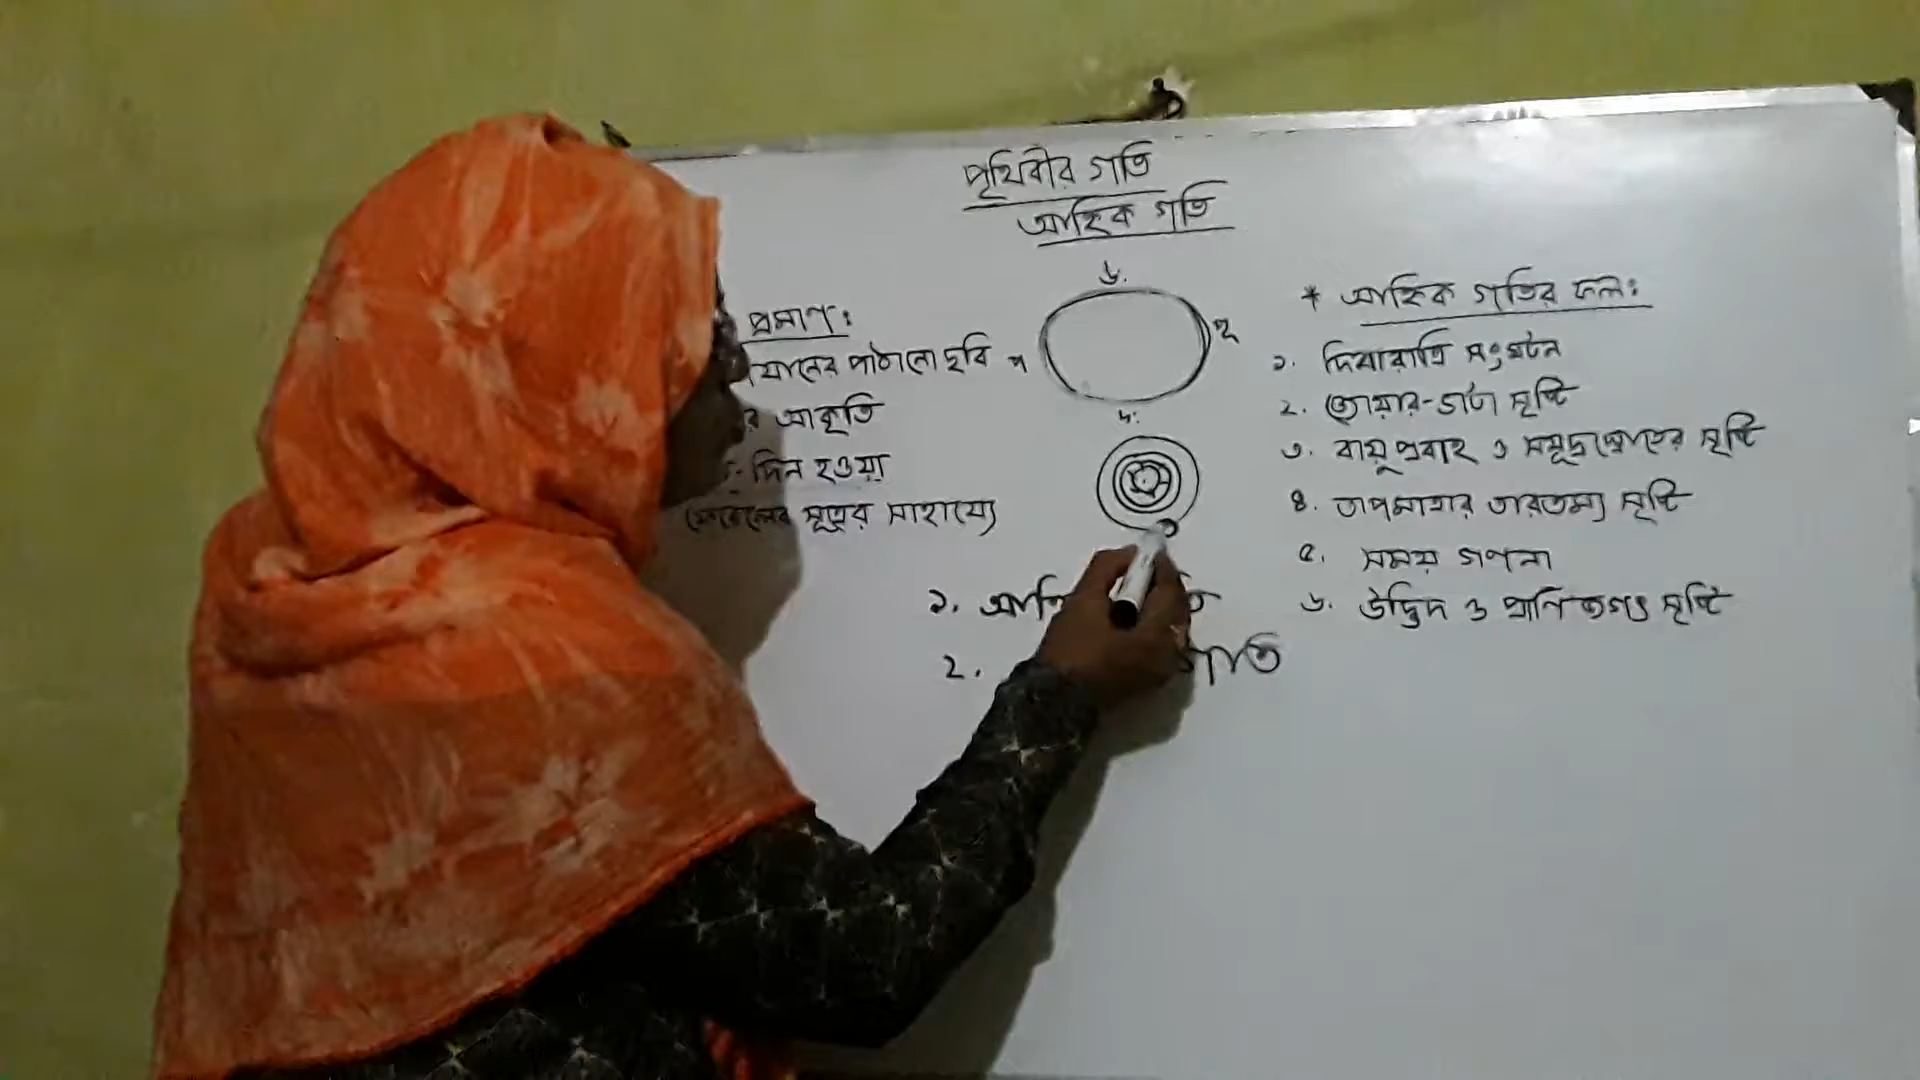 পৃথিবীর গতি
আহ্নিক গতি
প্রমাণ:
যানের পাঠানো ছবি
র আকৃতি
দিন হওয়া
সূত্রের সাহায্যে
উ.
প
পূ
দ.
* আহ্নিক গতির ফল:
১. দিবারাত্রি সংঘটন
২. জোয়ার-ভাটা সৃষ্টি
৩. বায়ুপ্রবাহ ও সমুদ্রস্রোতের সৃষ্টি
৪. তাপমাত্রার তারতম্য সৃষ্টি
৫. সময় গণনা
৬. উদ্ভিদ ও প্রাণিজগৎ সৃষ্টি
১.
২. গতি